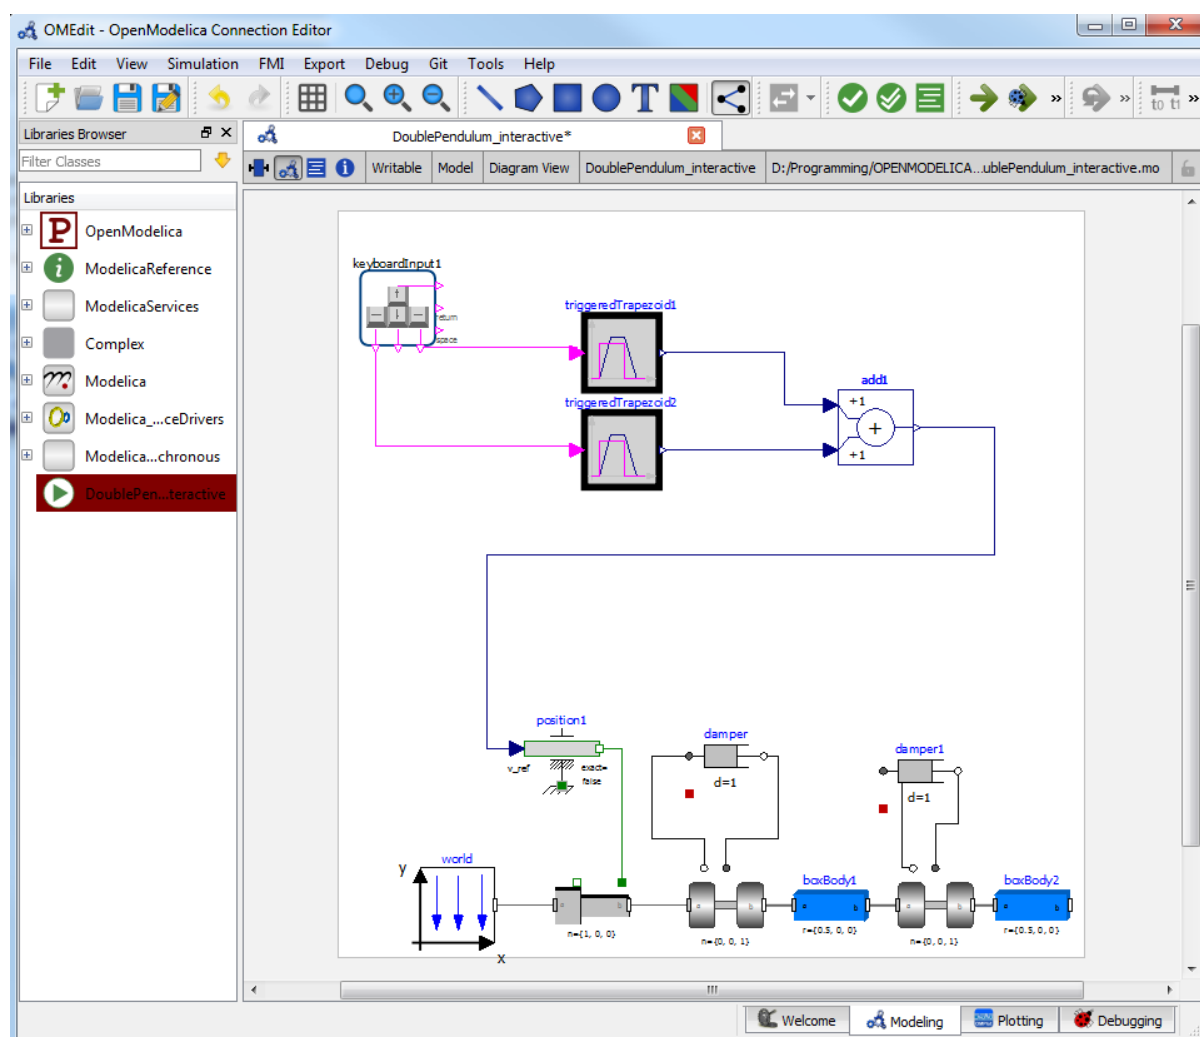 OMEdit - OpenModelica Connection Editor
File Edit View Simulation FMI Export Debug Git Tools Help
T
» » t0 t1 »
Libraries Browser
DoublePendulum_interactive*
Filter Classes
Writable Model Diagram View DoublePendulum_interactive D:/Programming/OPENMODELICA...ublePendulum_interactive.mo
Libraries
P OpenModelica
i ModelicaReference
ModelicaServices
Complex
Modelica
Modelica_...ceDrivers
Modelica...chronous
DoublePen...teractive
keyboardInput1
return
space
triggeredTrapezoid1
triggeredTrapezoid2
add1
+1
+
+1
position1
v_ref
exact=
false
damper
d=1
damper1
d=1
world
y
x
a b
n={1, 0, 0}
a b
n={0, 0, 1}
boxBody1
a b
r={0.5, 0, 0}
a b
n={0, 0, 1}
boxBody2
a b
r={0.5, 0, 0}
Welcome Modeling Plotting Debugging